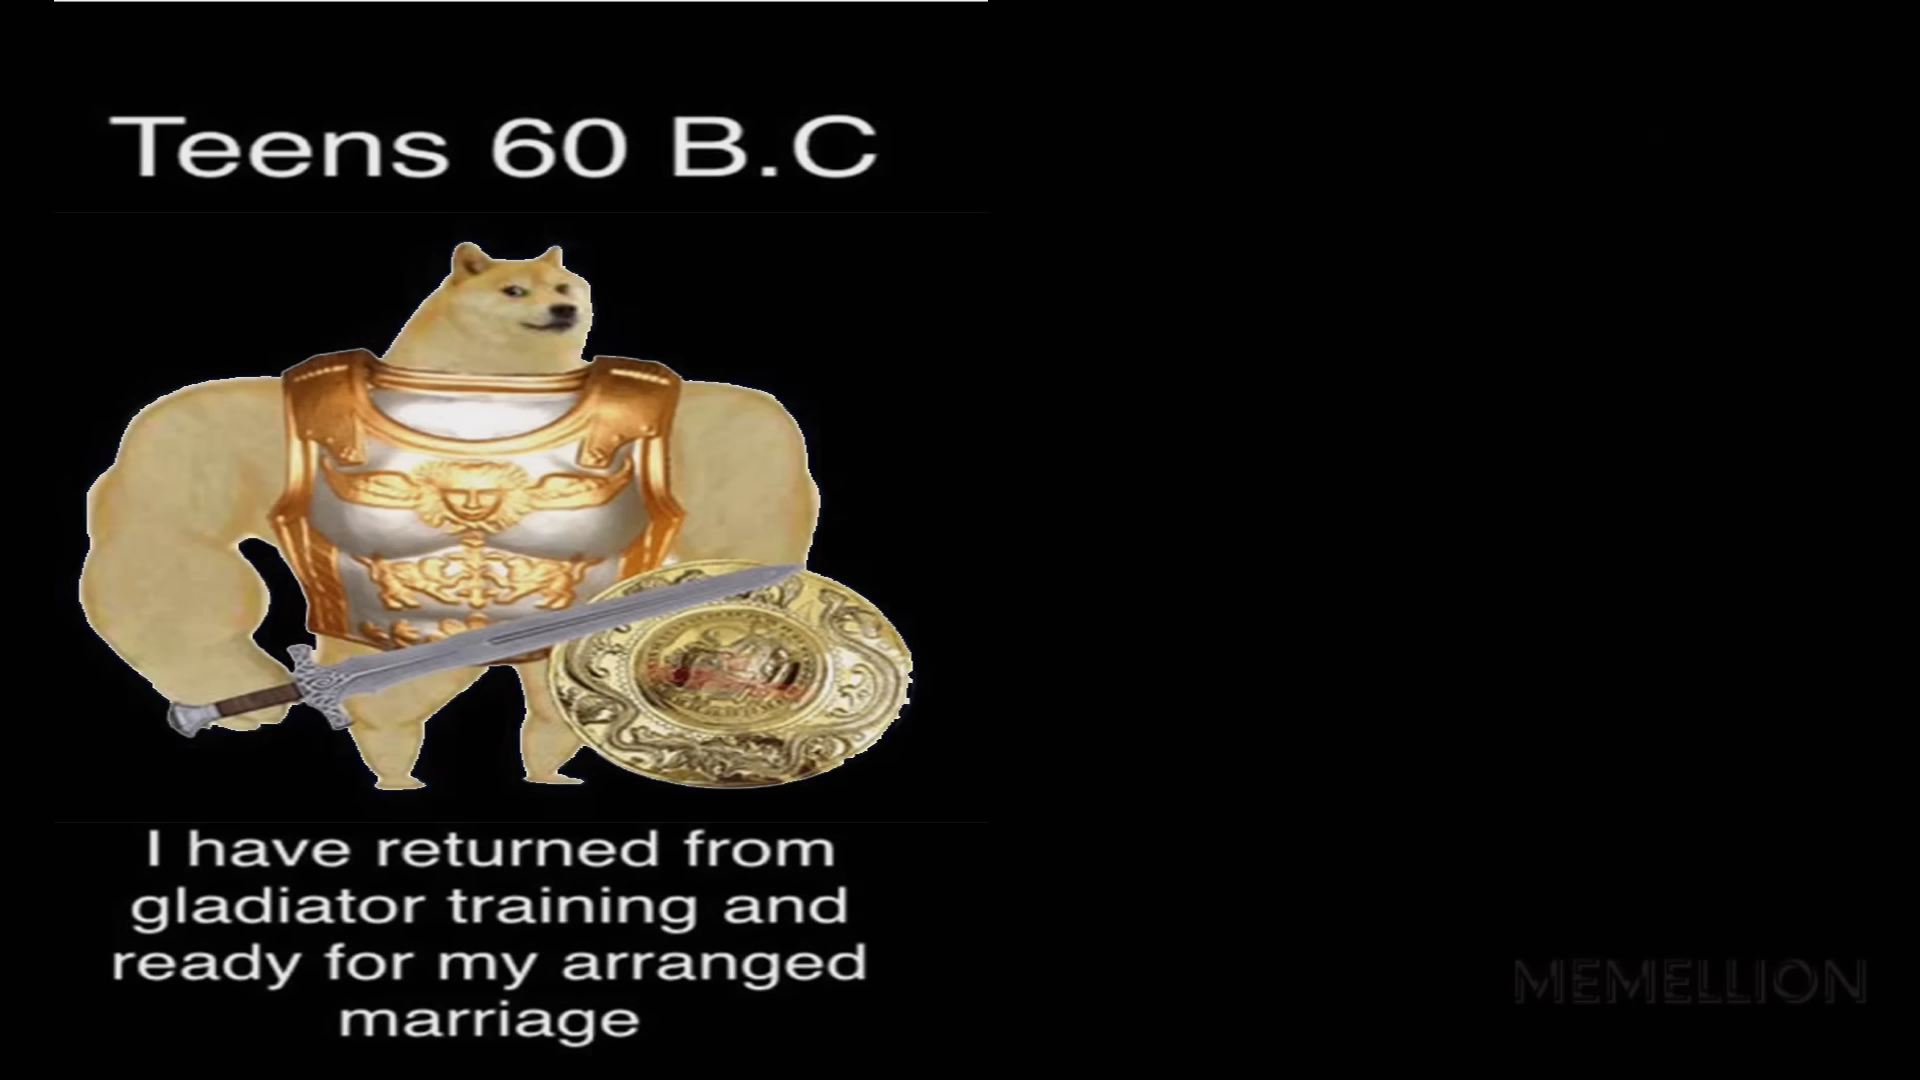 Teens 60 B.C
I have returned from
gladiator training and
ready for my arranged
marriage
MEMELLION